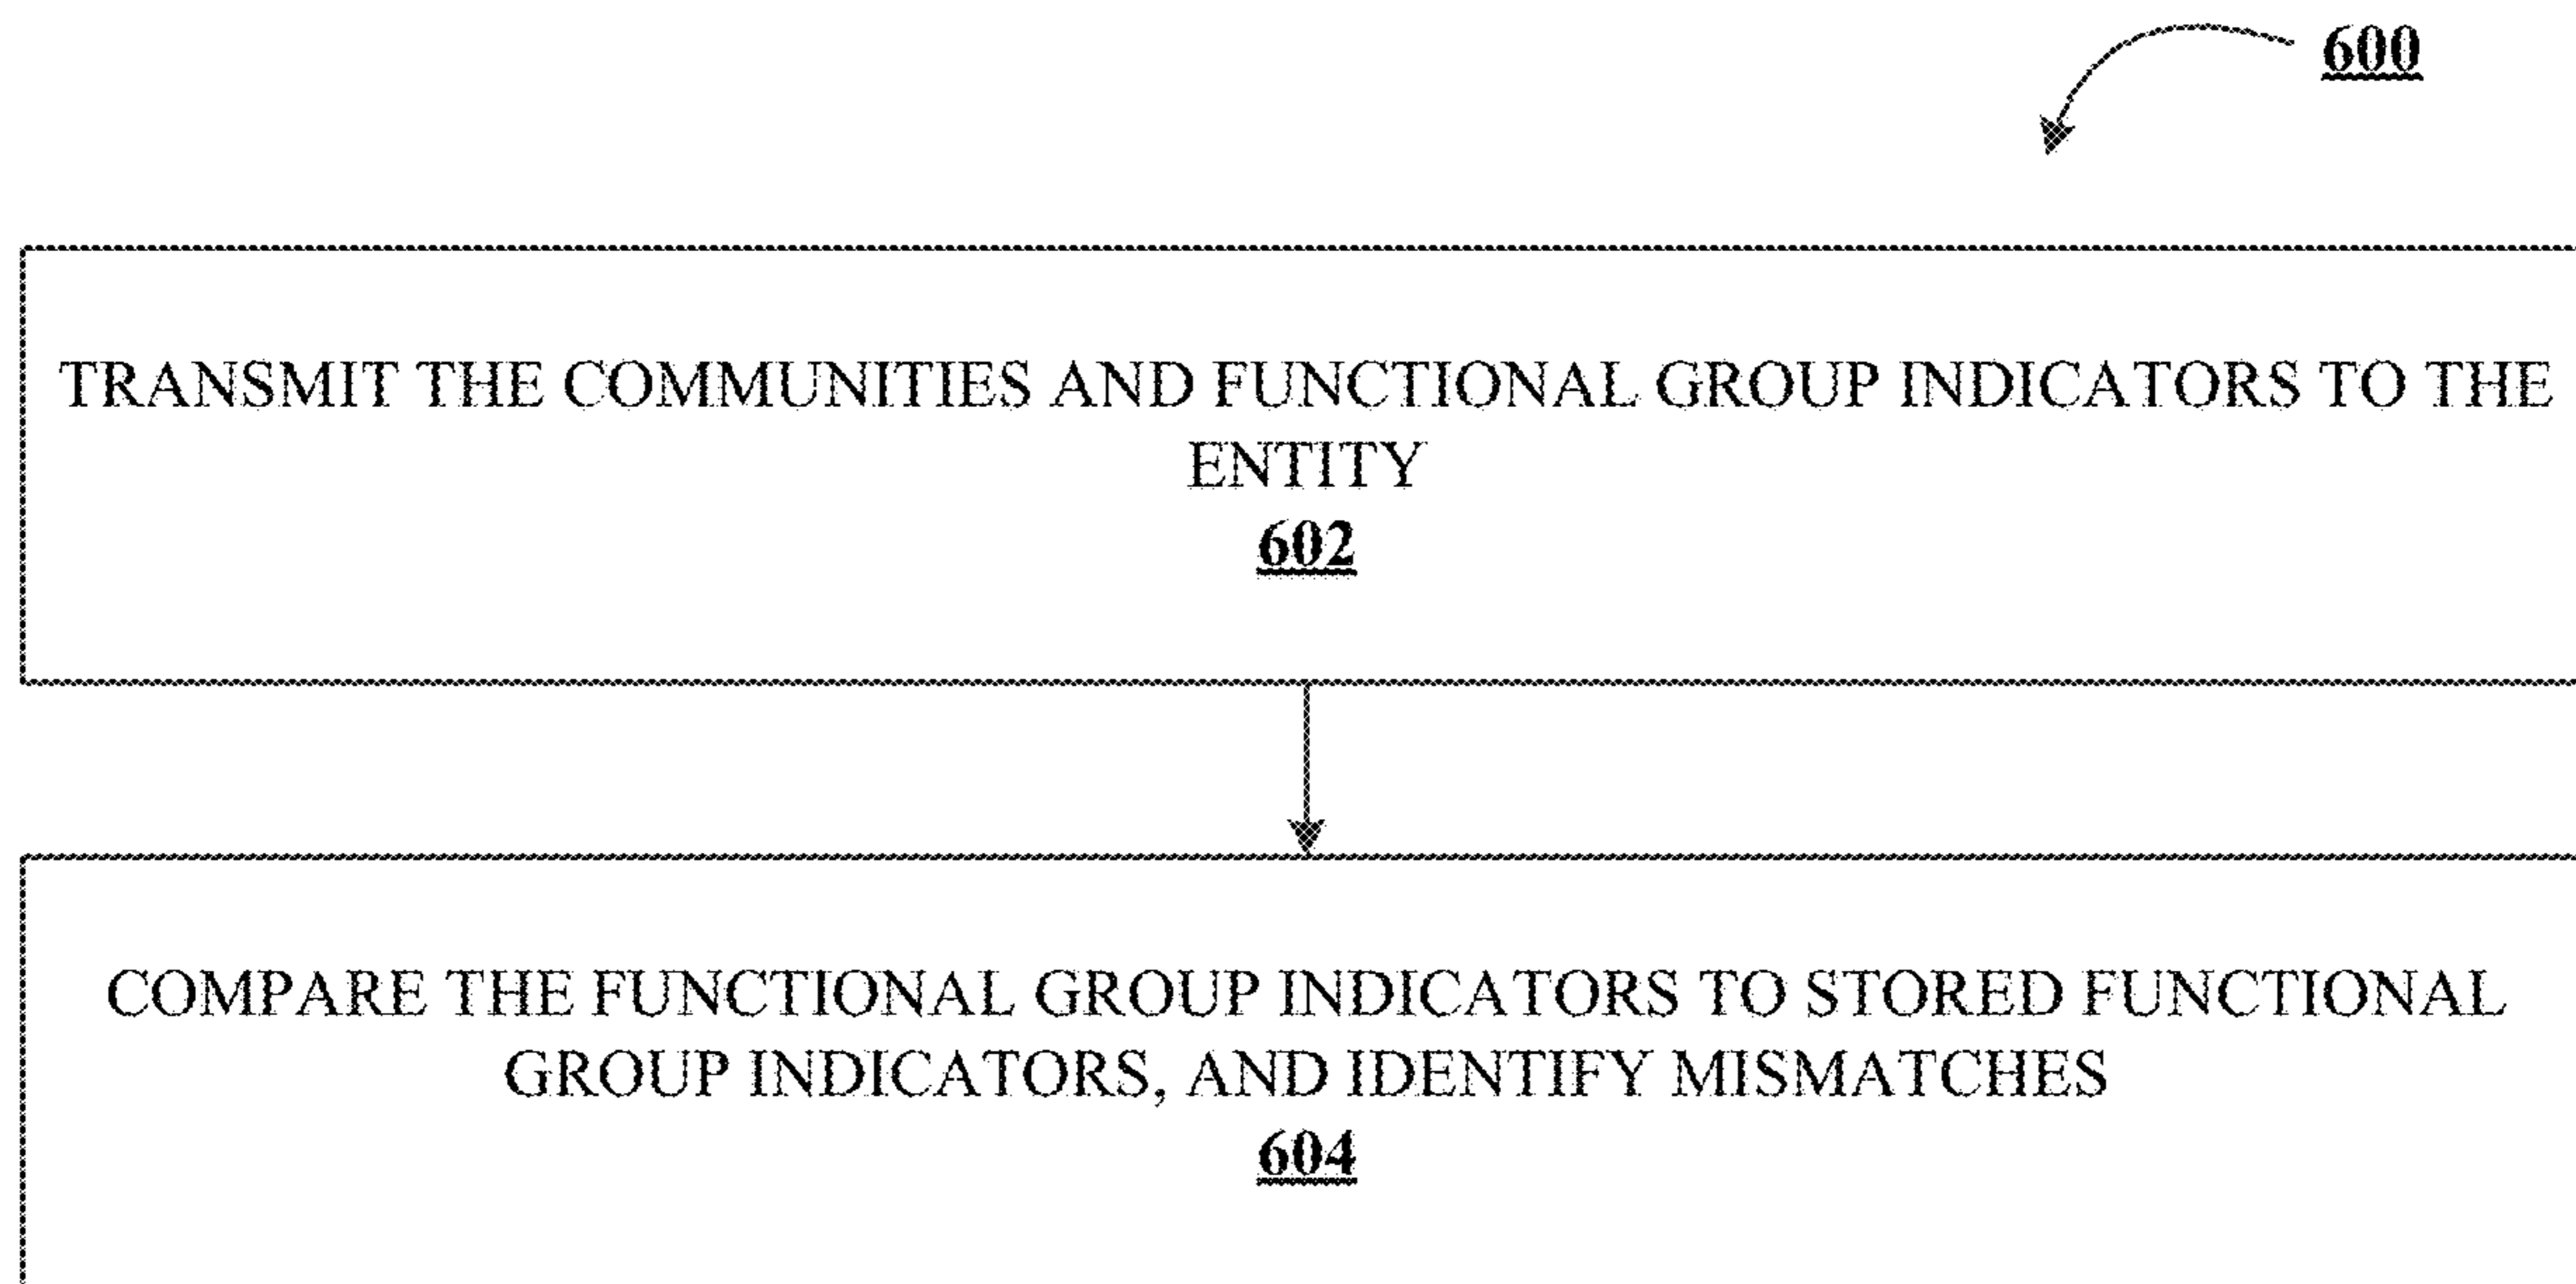 600
TRANSMIT THE COMMUNITIES AND FUNCTIONAL GROUP INDICATORS TO THE
ENTITY
602
COMPARE THE FUNCTIONAL GROUP INDICATORS TO STORED FUNCTIONAL
GROUP INDICATORS, AND IDENTIFY MISMATCHES
604